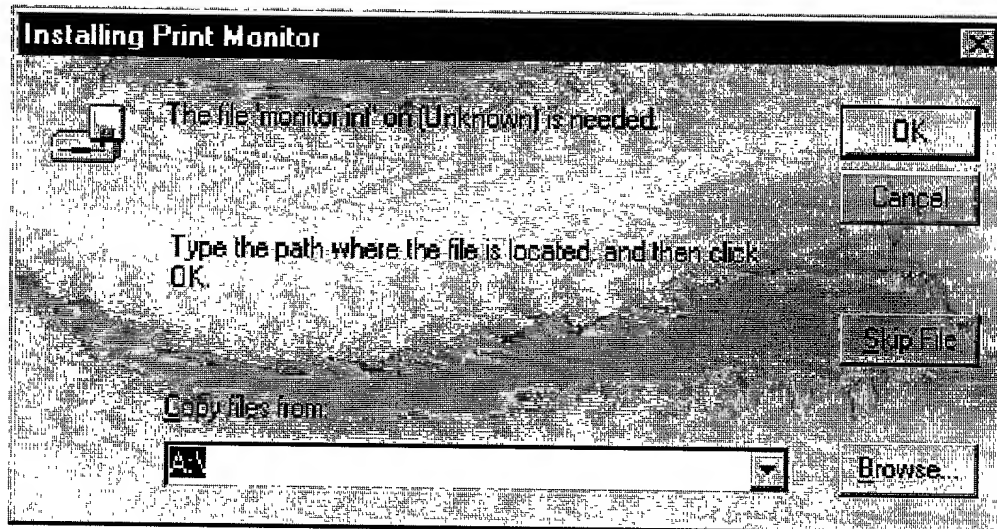 Installing Print Monitor
The file 'monitor.inf' on (Unknown) is needed.
OK
Cancel
Type the path where the file is located, and then click
OK.
Skip File
Copy files from:
A:\
Browse...